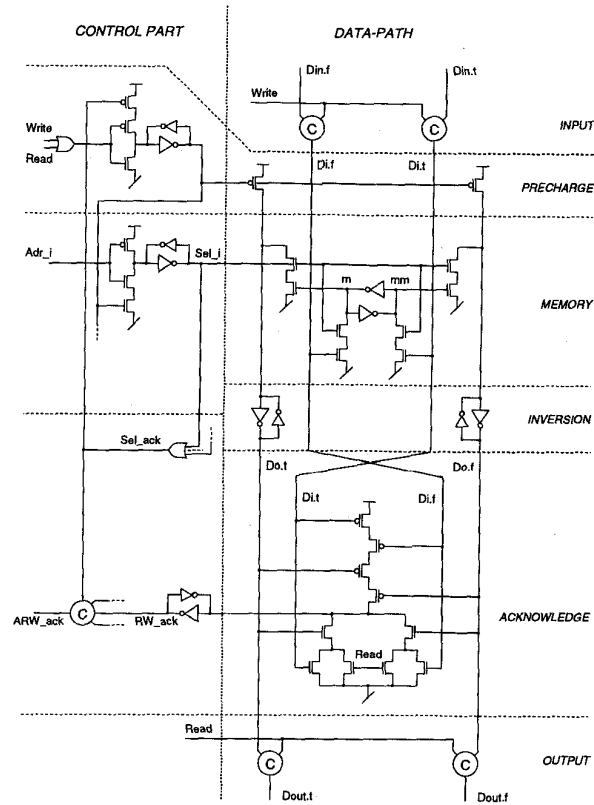 CONTROL PART
DATA-PATH
Din.f
Din.t
Write
C
C
INPUT
Write
Read
Di.f
Di.t
PRECHARGE
Adr_i
Sel_i
m
mm
MEMORY
INVERSION
Sel_ack
Do.t
Do.f
Di.t
Di.f
C
ARW_ack
RW_ack
ACKNOWLEDGE
Read
Read
C
C
OUTPUT
Dout.t
Dout.f